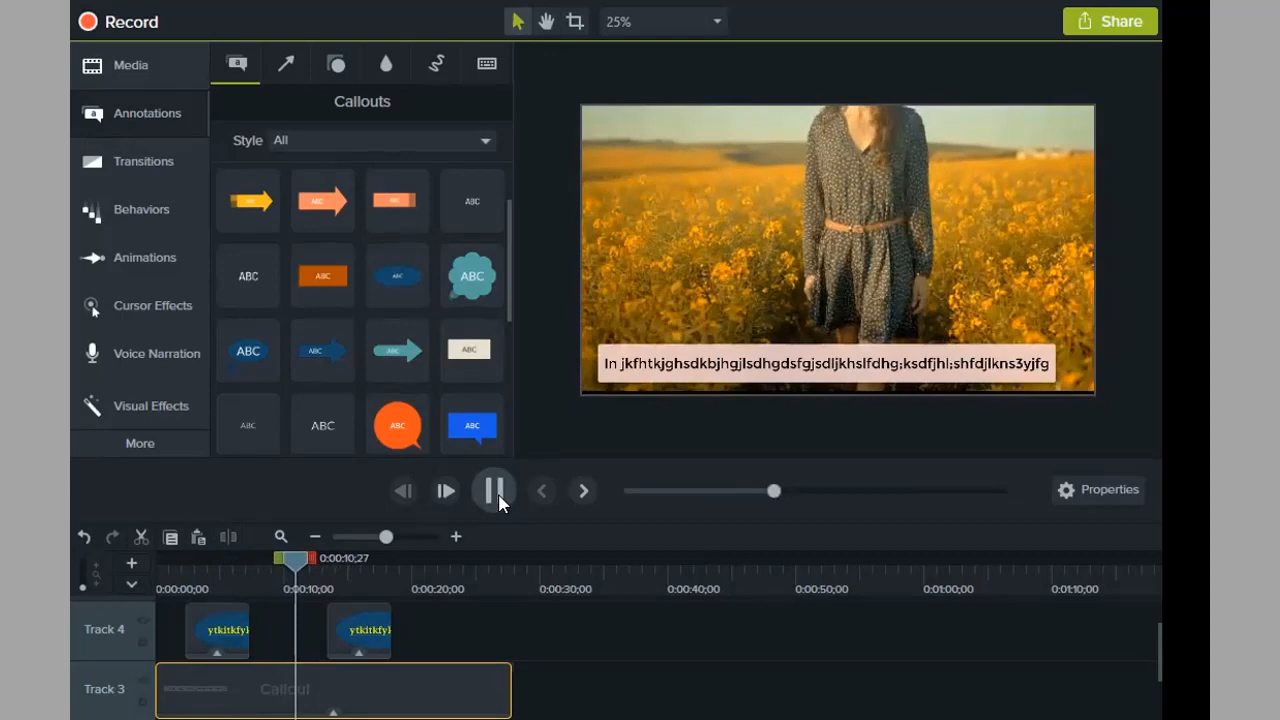 Record
25%
Share
Media
Annotations
Transitions
Behaviors
Animations
Cursor Effects
Voice Narration
Visual Effects
More
Callouts
Style All
ABC ABC ABC ABC
ABC ABC ABC ABC
ABC ABC ABC ABC
ABC ABC ABC ABC
In jkfhtkjghsdkbjhgjlsdhgdsfgjsdljkhslfdhg;ksdfjhl;shfdjlkns3yjfg
Properties
0:00:10;27
0:00:00;00 0:00:10;00 0:00:20;00 0:00:30;00 0:00:40;00 0:00:50;00 0:01:00;00 0:01:10;00
Track 4
ytkitkfyl ytkitkfyl
Track 3
Callout